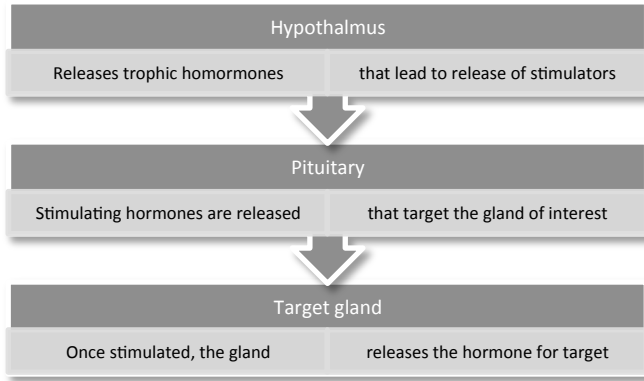 Hypothalmus
Releases trophic homormones
that lead to release of stimulators
Pituitary
Stimulating hormones are released
that target the gland of interest
Target gland
Once stimulated, the gland
releases the hormone for target